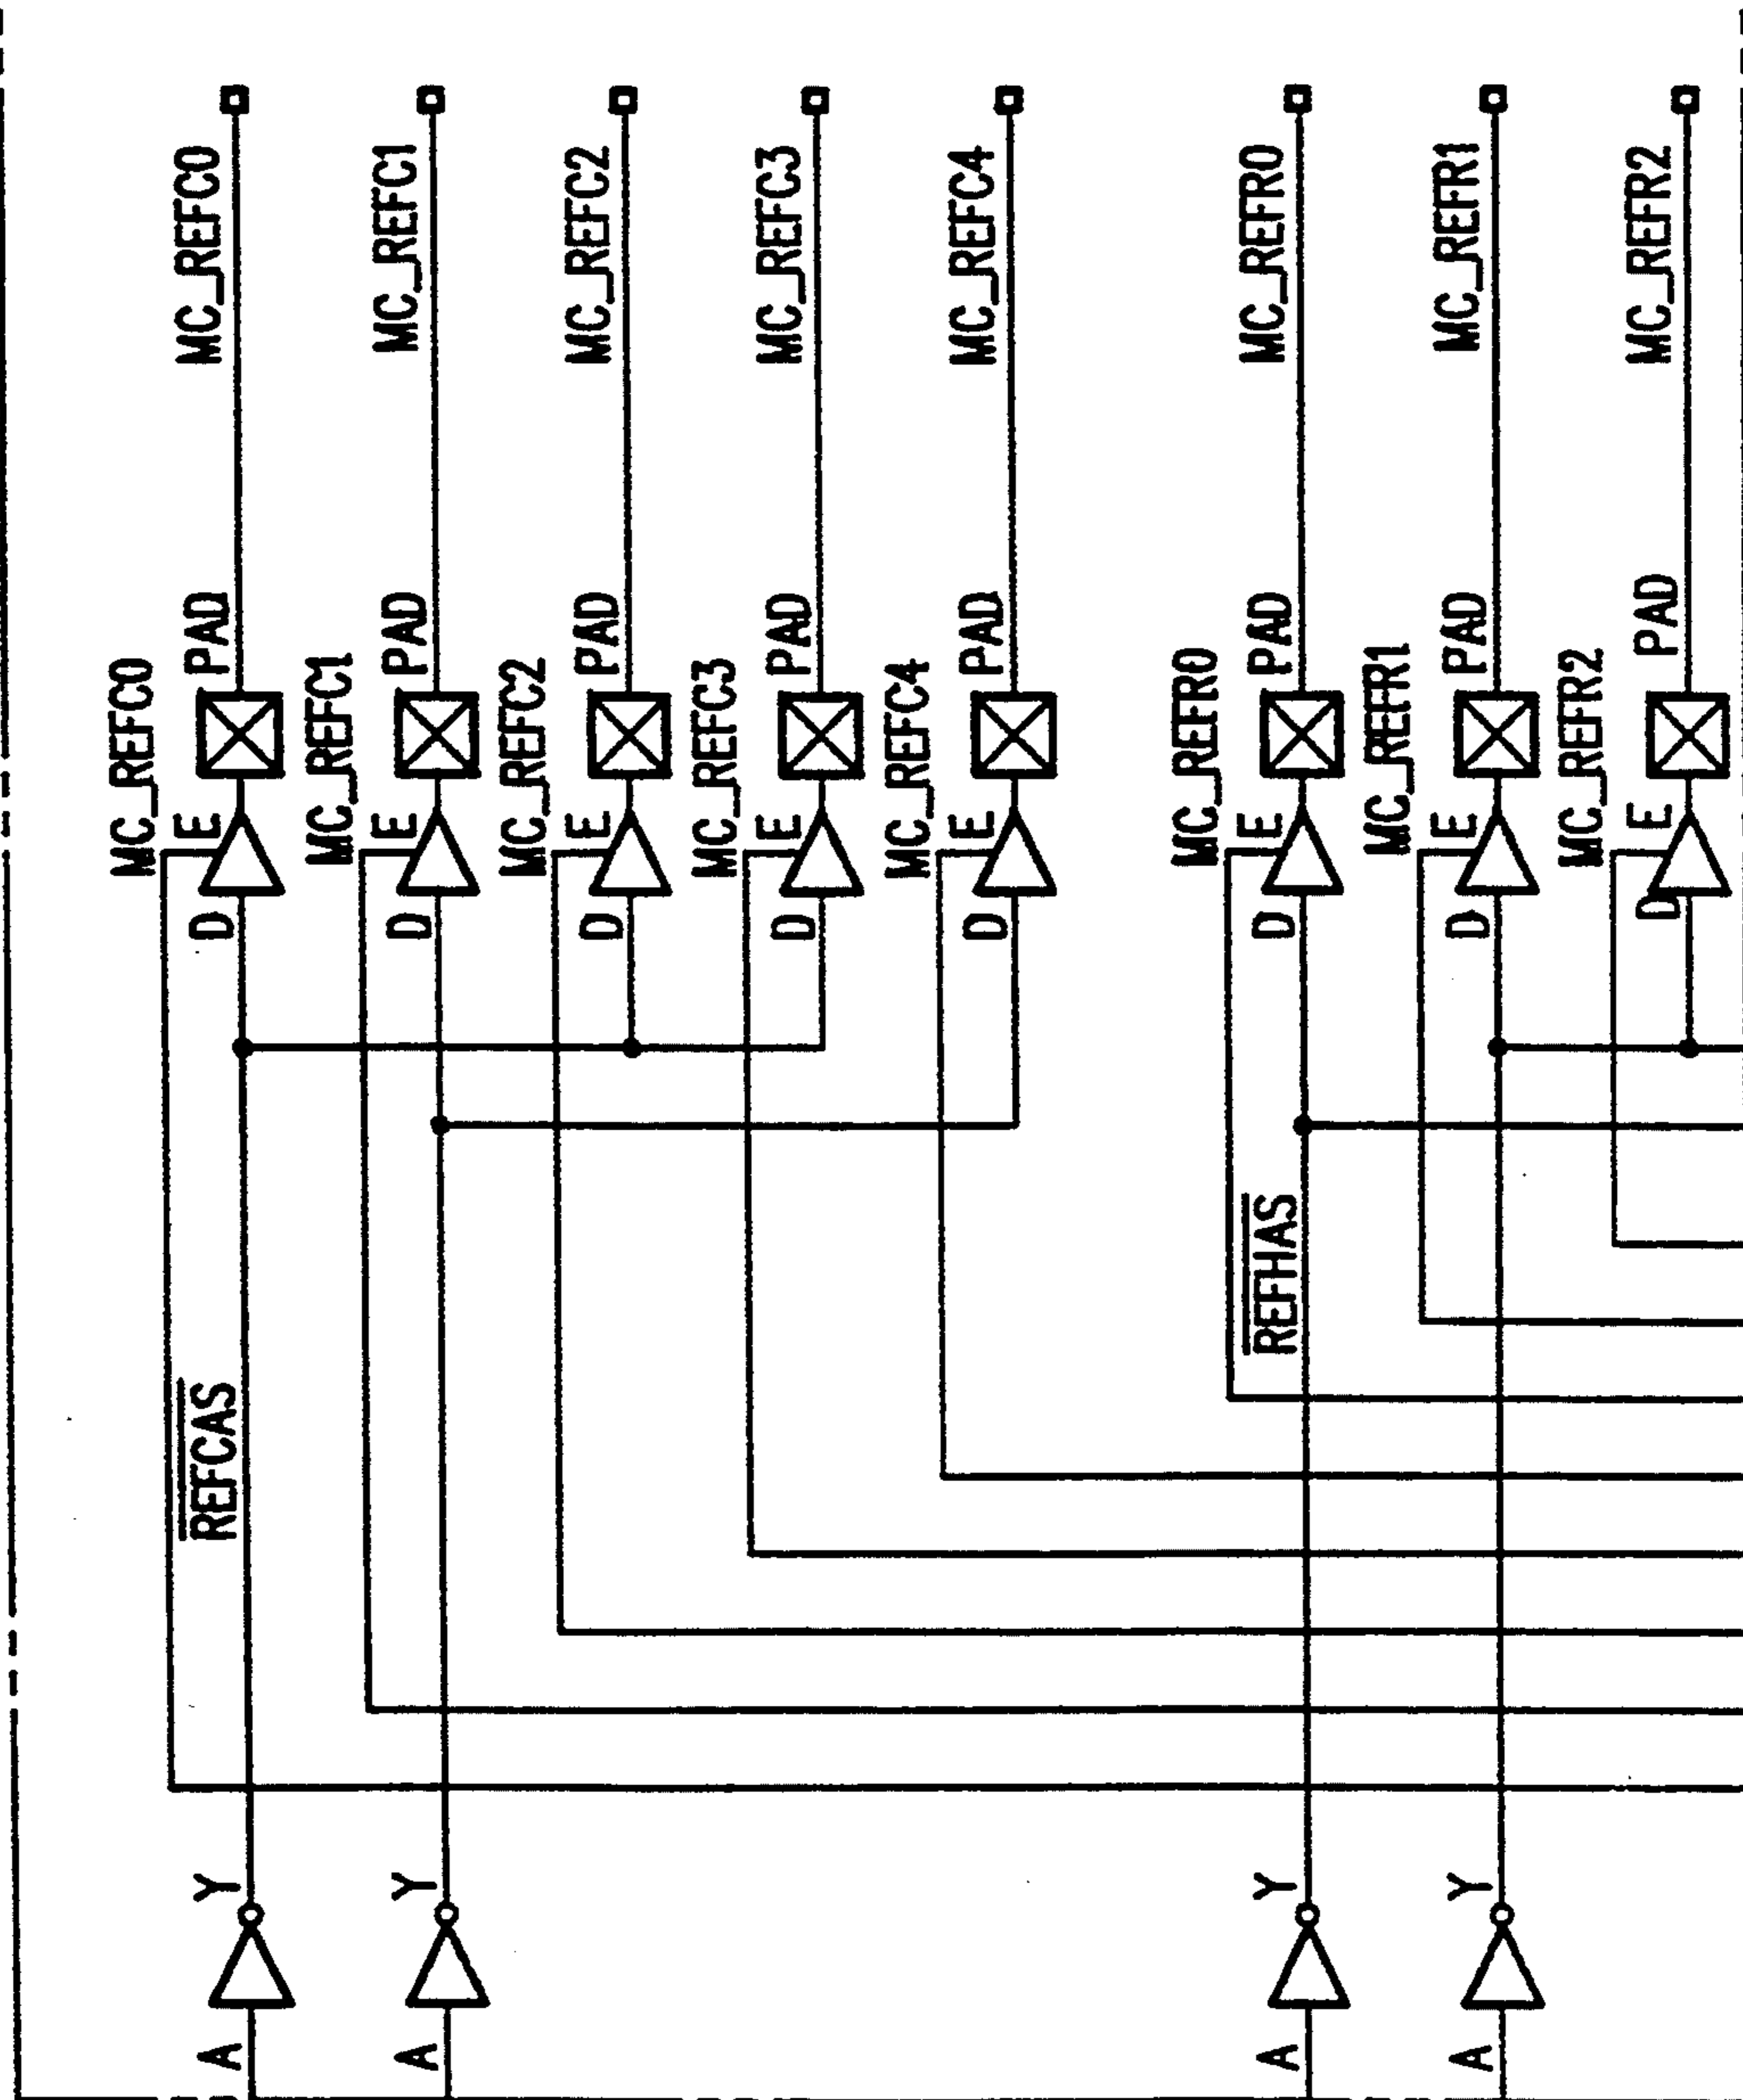 MC_REFC0
A Y REFCAS D E PAD MC_REFC0
MC_REFC1
A Y D E PAD MC_REFC1
MC_REFC2
D E PAD MC_REFC2
MC_REFC3
D E PAD MC_REFC3
MC_REFC4
D E PAD MC_REFC4
MC_REFR0
A Y REFHAS D E PAD MC_REFR0
MC_REFR1
A Y D E PAD MC_REFR1
MC_REFR2
D E PAD MC_REFR2